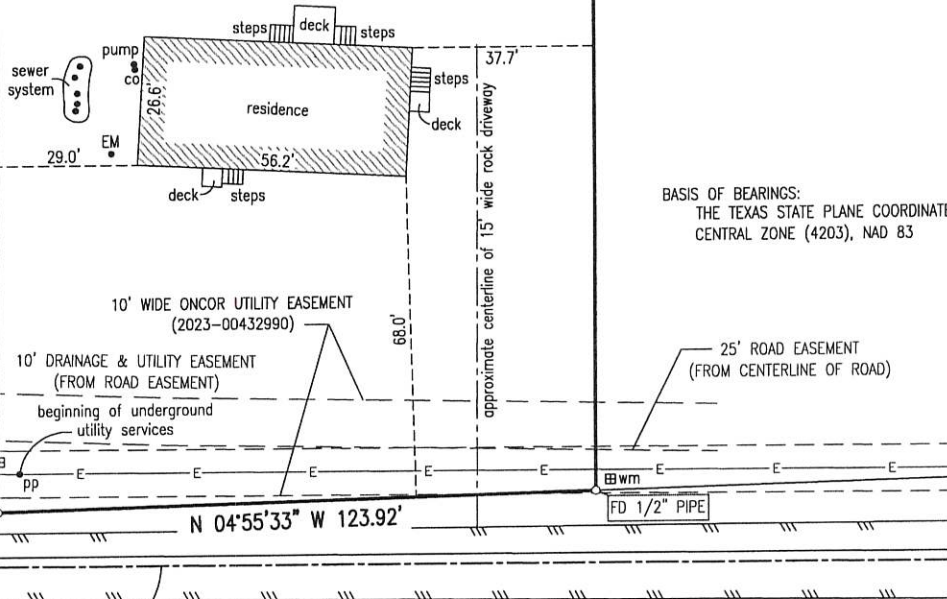 steps
deck
steps
pump
co
sewer
system
37.7'
steps
deck
26.6'
residence
EM
29.0'
56.2'
deck
steps
approximate centerline of 15' wide rock driveway
BASIS OF BEARINGS:
THE TEXAS STATE PLANE COORDINATE
CENTRAL ZONE (4203), NAD 83
10' WIDE ONCOR UTILITY EASEMENT
(2023-00432990)
68.0'
10' DRAINAGE & UTILITY EASEMENT
(FROM ROAD EASEMENT)
25' ROAD EASEMENT
(FROM CENTERLINE OF ROAD)
beginning of underground
utility services
E
E
E
E
E
E
E
E
pp
wm
FD 1/2" PIPE
N 04°55'33" W 123.92'